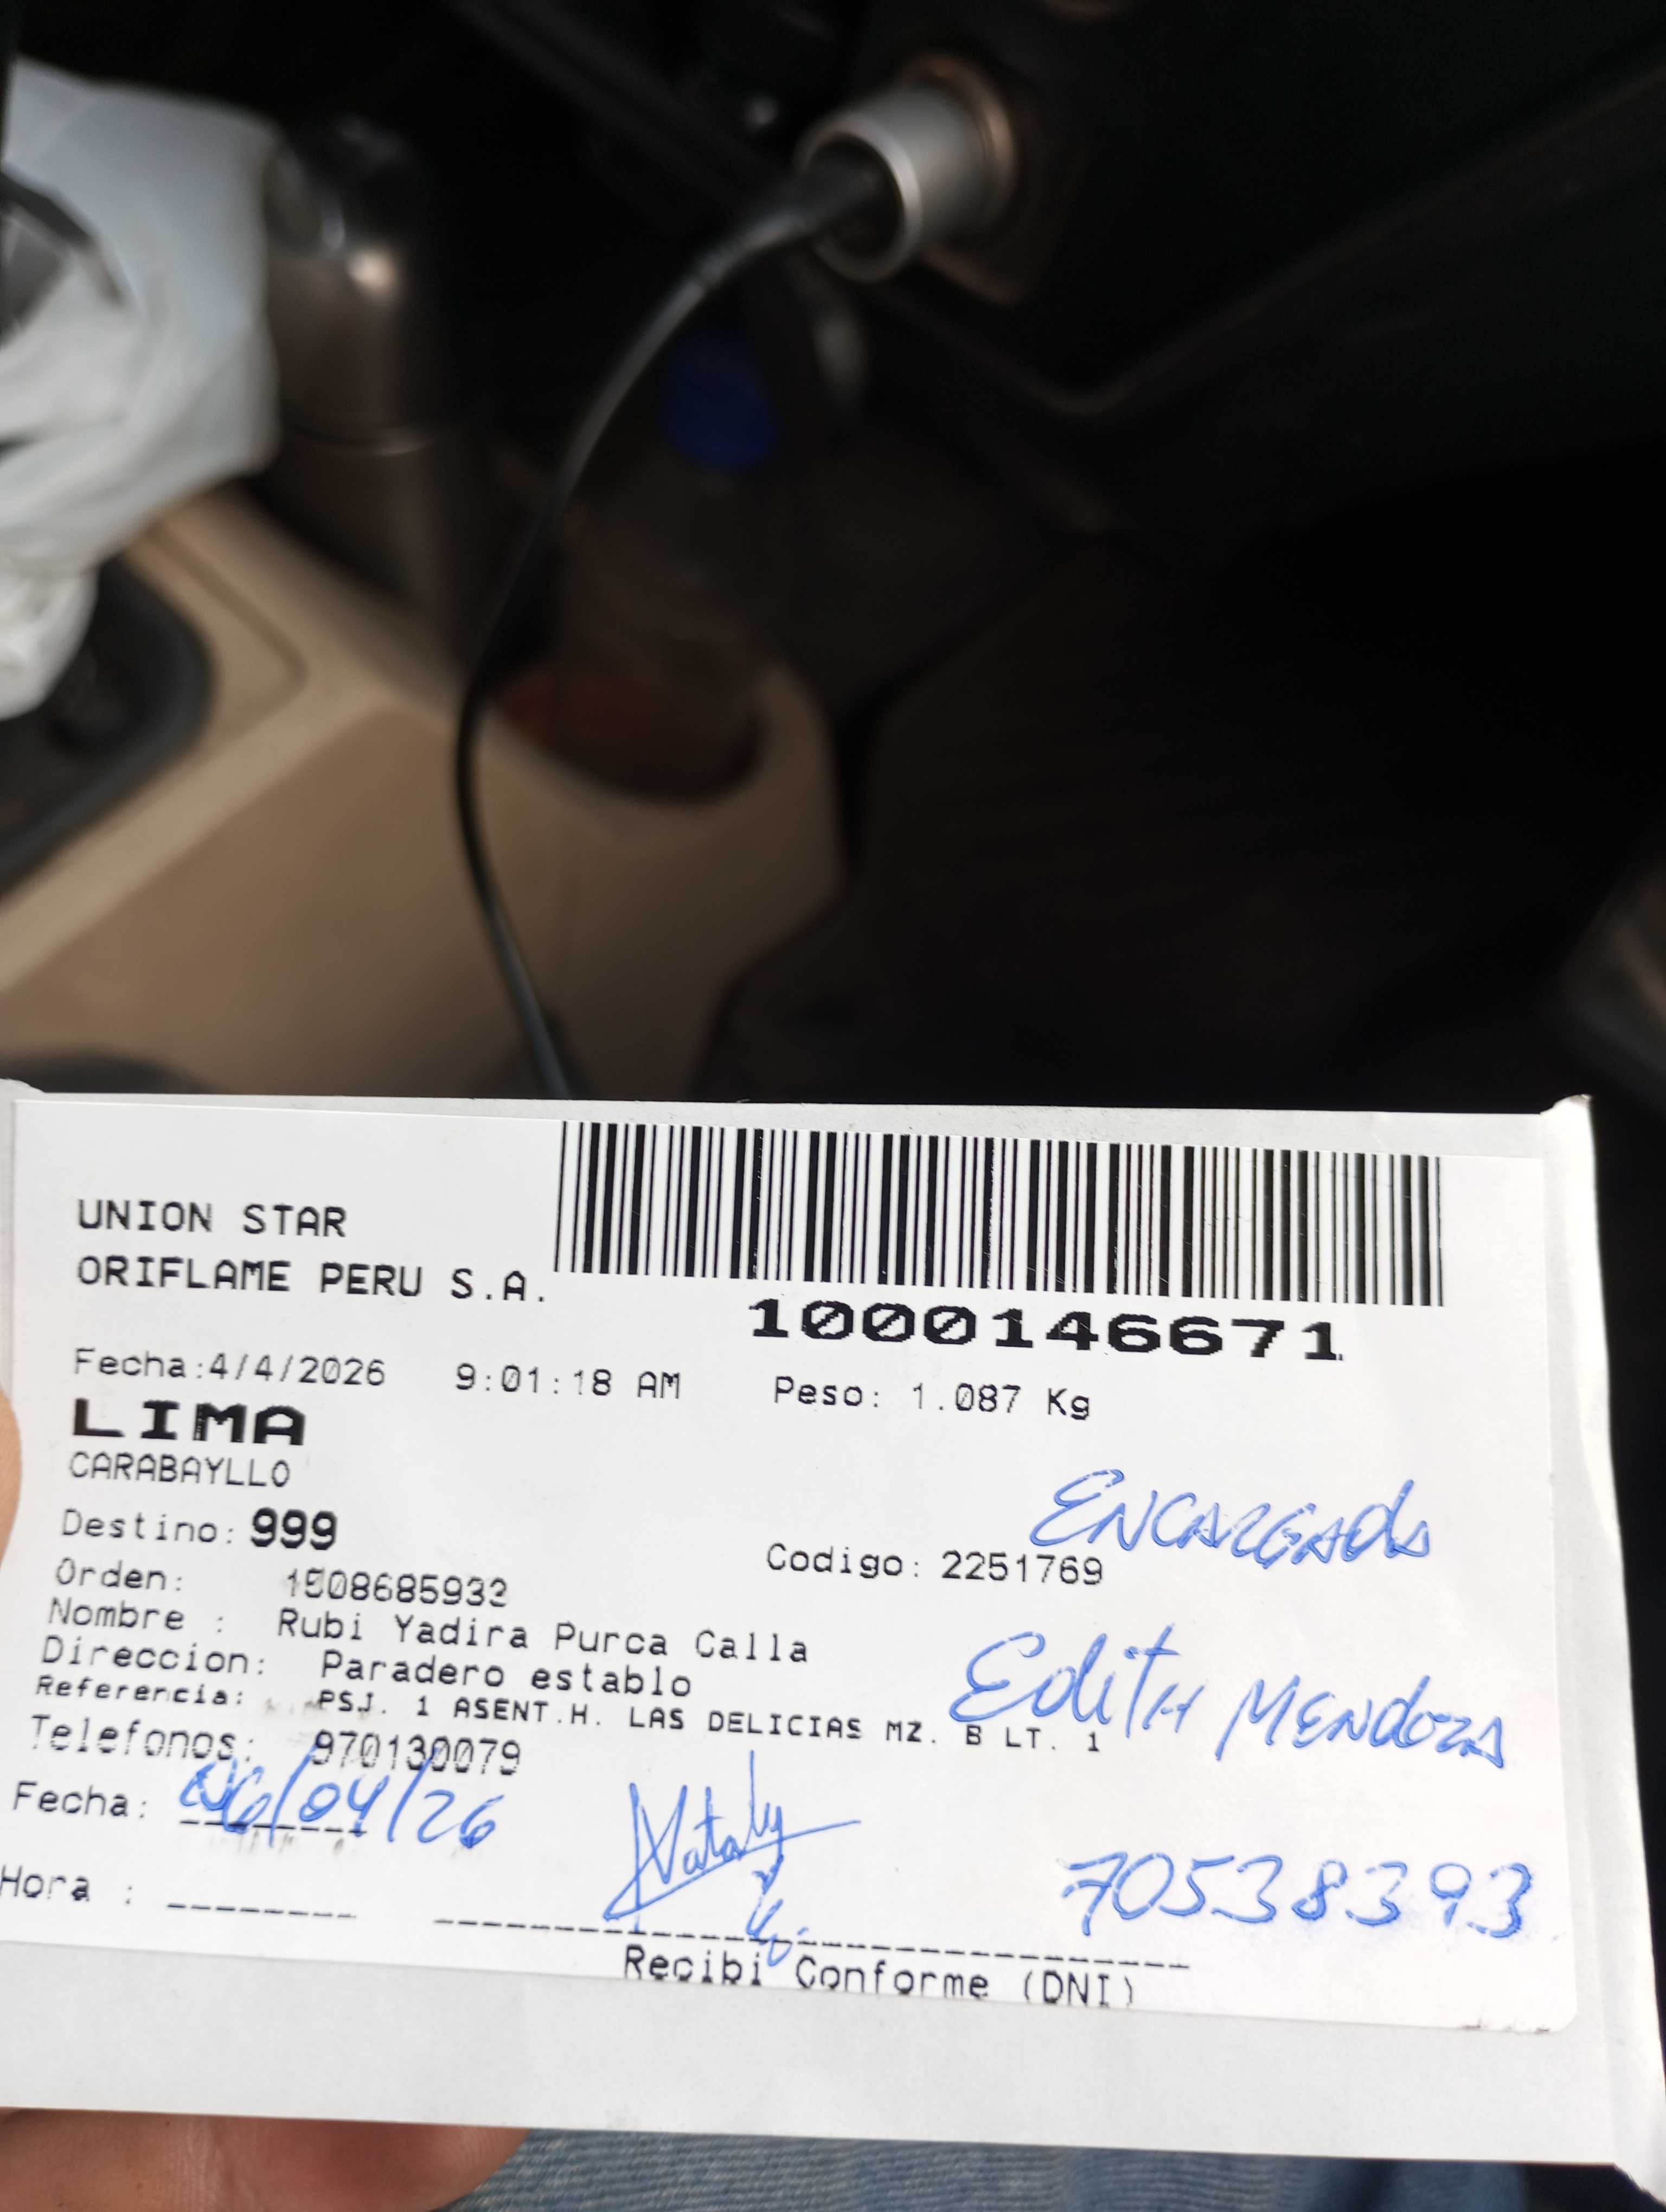 UNION STAR
ORIFLAME PERU S.A.
1000146671
Fecha:4/4/2026 9:01:18 AM Peso: 1.087 Kg
LIMA
CARABAYLLO
ENCARGADA
Destino: 999
Codigo: 2251769
Orden: 1508685932
Nombre : Rubi Yadira Purca Calla
Direccion: Paradero establo
Edith MENdozA
Referencia: PSJ. 1 ASENT.H. LAS DELICIAS MZ. B LT. 1
Telefonos: 970130079
Fecha: 06/04/26
Nataly
70538393
Hora :
Recibi Conforme (DNI)